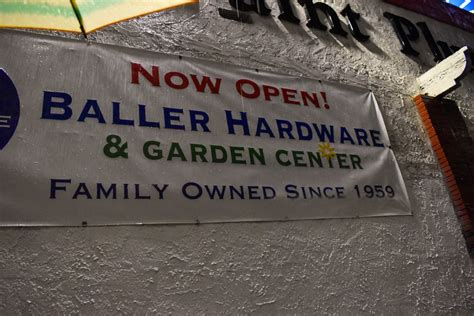 Now Open!
Baller Hardware
& Garden Center
Family Owned Since 1959